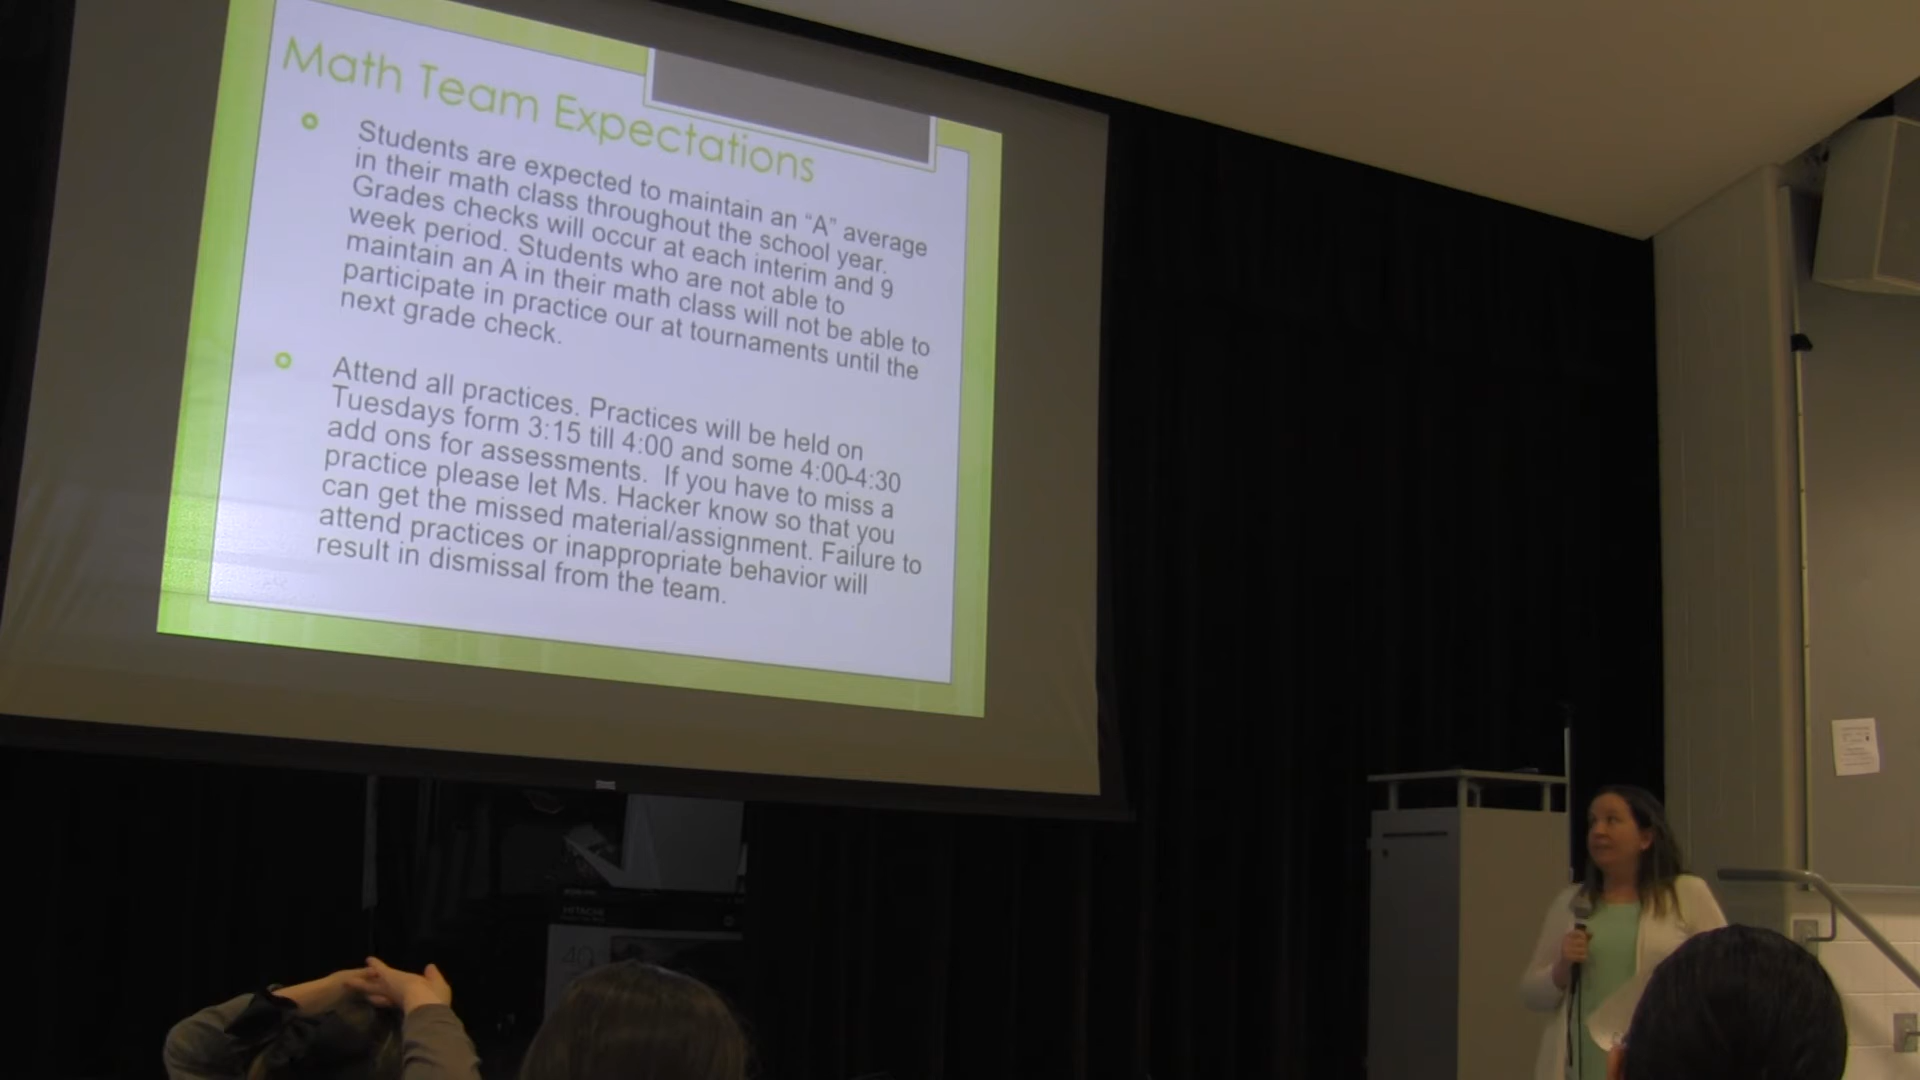 Math Team Expectations
Students are expected to maintain an “A” average
in their math class throughout the school year.
Grades checks will occur at each interim and 9
week period. Students who are not able to
maintain an A in their math class will not be able to
participate in practice our at tournaments until the
next grade check.
Attend all practices. Practices will be held on
Tuesdays form 3:15 till 4:00 and some 4:00-4:30
add ons for assessments. If you have to miss a
practice please let Ms. Hacker know so that you
can get the missed material/assignment. Failure to
attend practices or inappropriate behavior will
result in dismissal from the team.
HITACHI
40